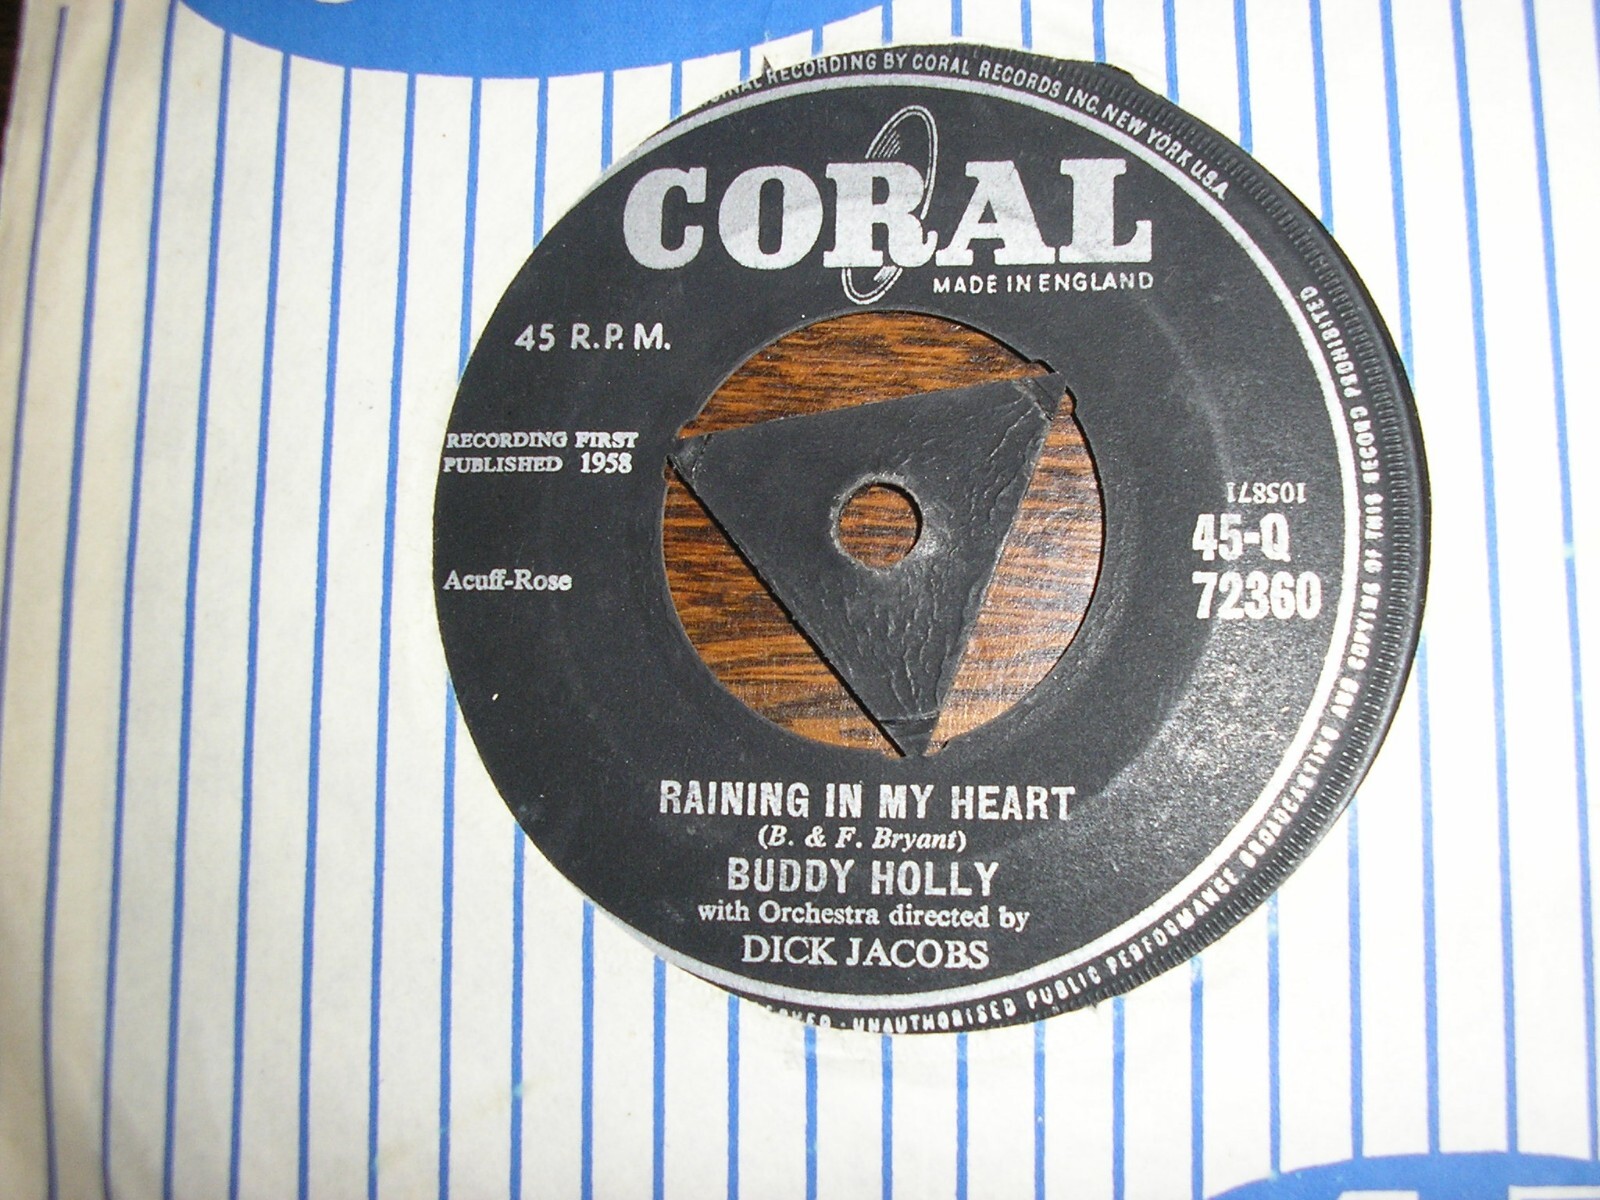 RECORDING BY CORAL RECORDS INC. NEW YORK U.S.A.
CORAL
MADE IN ENGLAND
45 R.P.M.
RECORDING FIRST
PUBLISHED 1958
Acuff-Rose
105871
45-Q
72360
RAINING IN MY HEART
(B. & F. Bryant)
BUDDY HOLLY
with Orchestra directed by
DICK JACOBS
UNAUTHORISED PUBLIC PERFORMANCE BROADCASTING AND COPYING OF THIS RECORD PROHIBITED